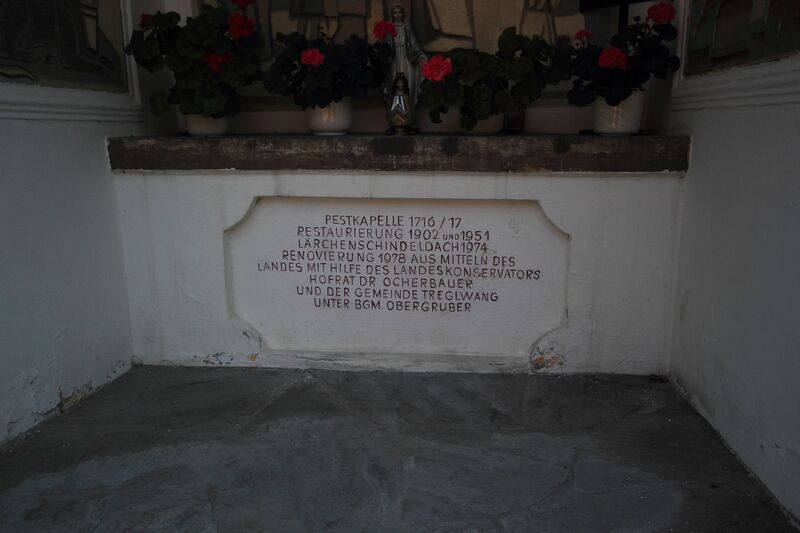 PESTKAPELLE 1716/17
RESTAURIERUNG 1902 UND 1951
LÄRCHENSCHINDELDACH 1974
RENOVIERUNG 1978 AUS MITTELN DES
LANDES MIT HILFE DES LANDESKONSERVATORS
HOFRAT DR OCHERBAUER
UND DER GEMEINDE TREGLWANG
UNTER BGM. OBERGRUBER